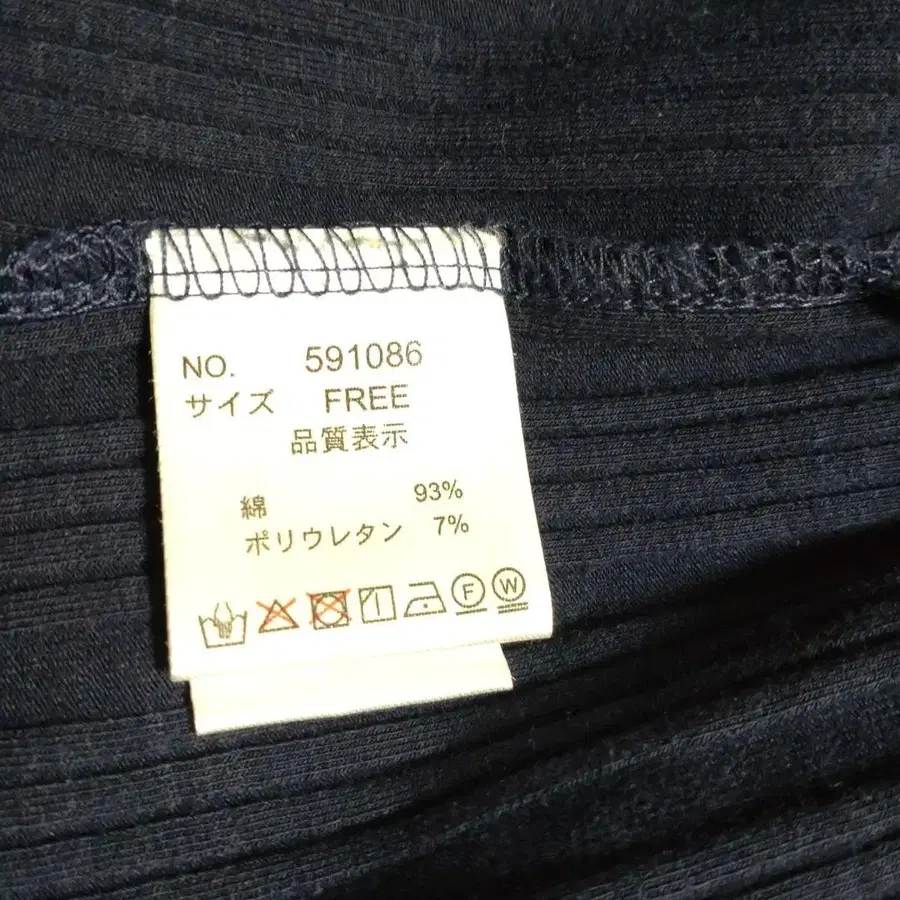 NO. 591086
サイズ FREE
品質表示
綿 93%
ポリウレタン 7%
F W